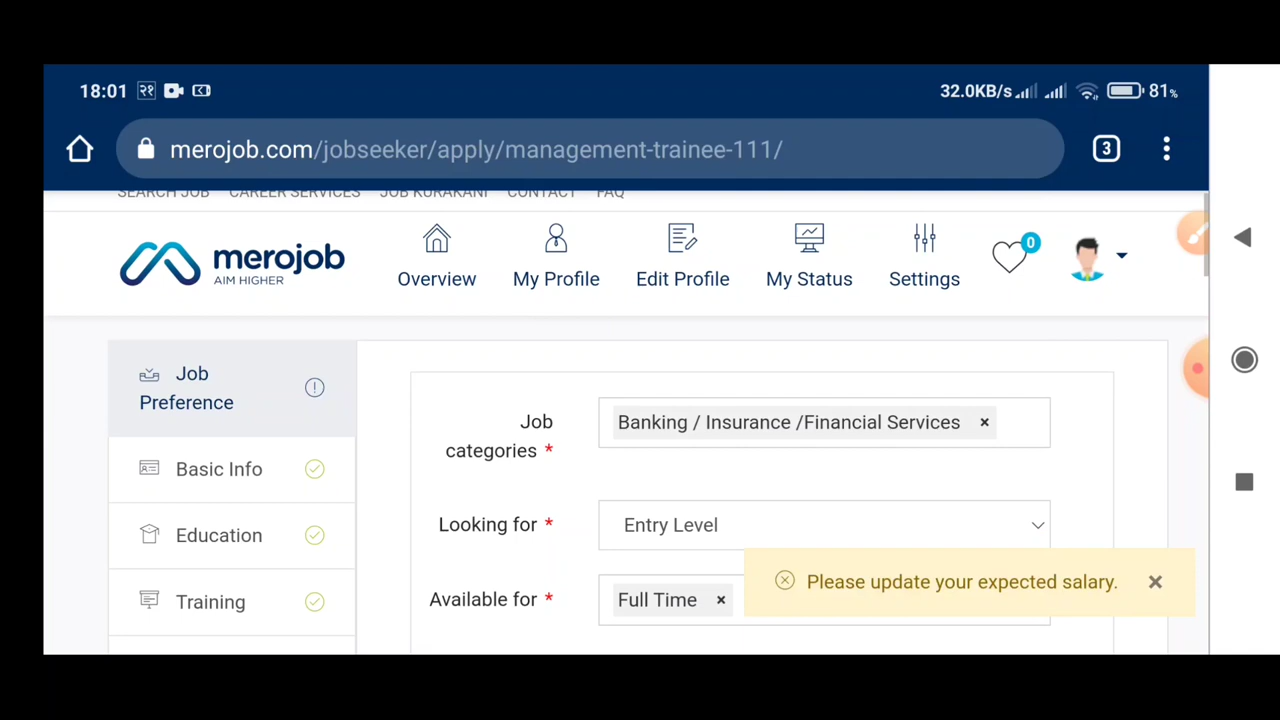 18:01 २१ 32.0KB/s 81%
merojob.com/jobseeker/apply/management-trainee-111/ 3
SEARCH JOB CAREER SERVICES JOB KURAKANI CONTACT FAQ
merojob
AIM HIGHER
Overview My Profile Edit Profile My Status Settings 0
Job
Preference
Basic Info
Education
Training
Job
categories *
Banking / Insurance /Financial Services ×
Looking for * Entry Level
Available for * Full Time ×
Please update your expected salary. ×